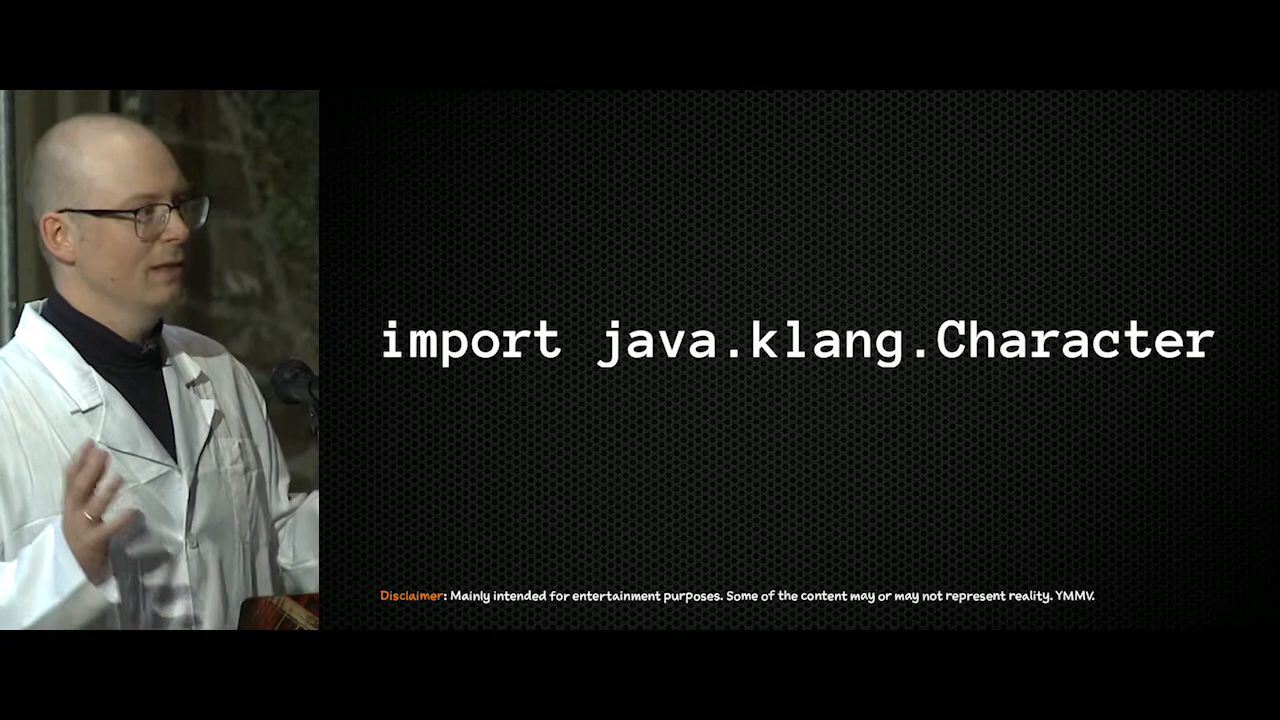 import java.klang.Character
Disclaimer: Mainly intended for entertainment purposes. Some of the content may or may not represent reality. YMMV.